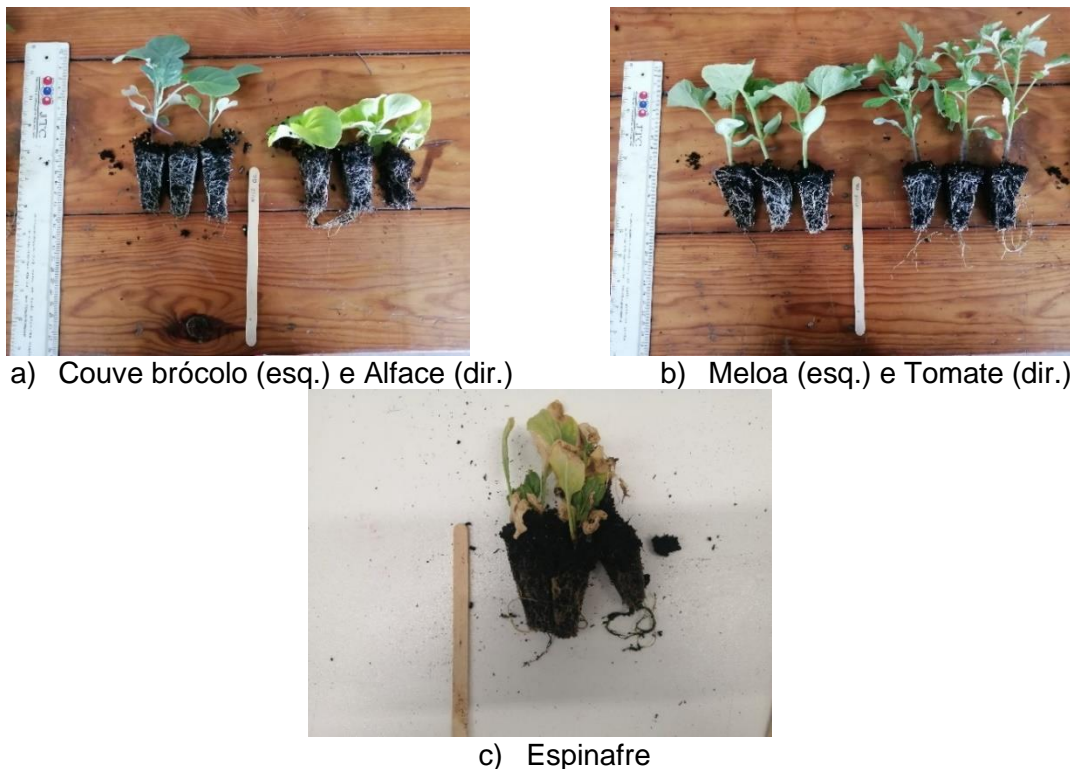 a) Couve brócolo (esq.) e Alface (dir.)
b) Meloa (esq.) e Tomate (dir.)
c) Espinafre